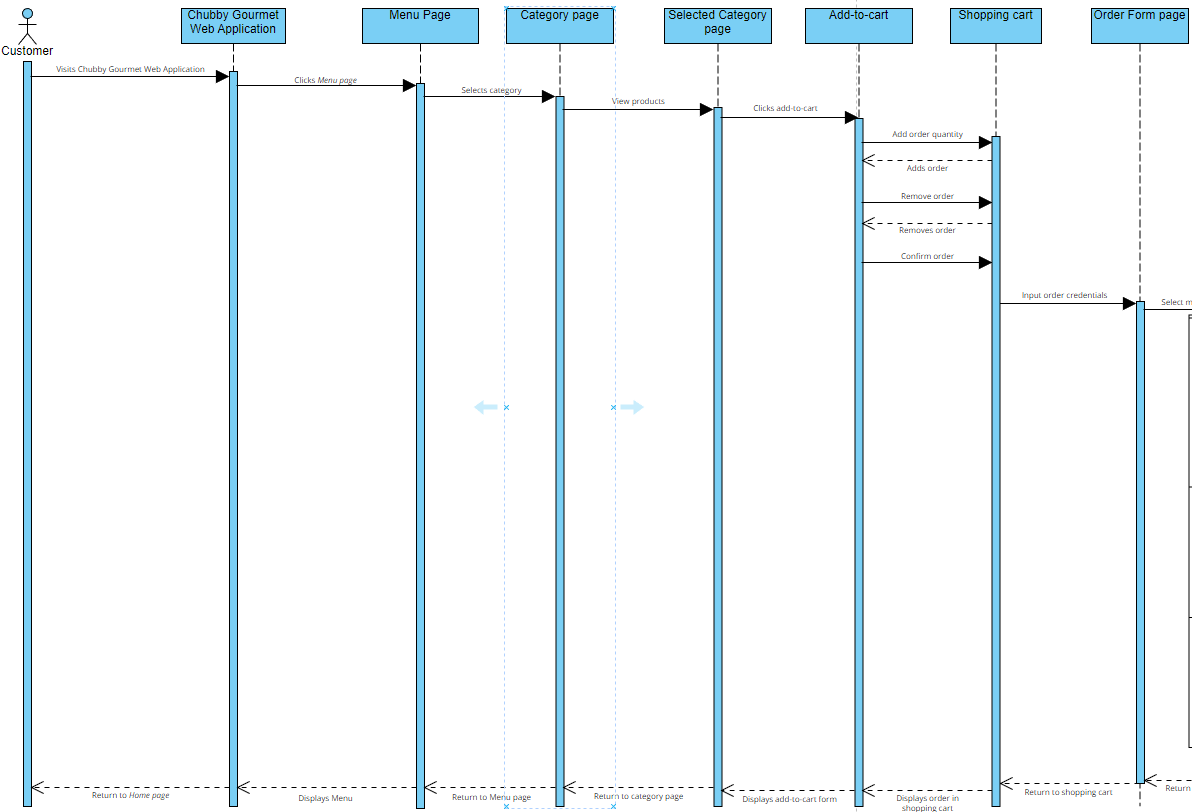 Customer
Chubby Gourmet
Web Application
Menu Page
Category page
Selected Category
page
Add-to-cart
Shopping cart
Order Form page
Visits Chubby Gourmet Web Application
Clicks Menu page
Selects category
View products
Clicks add-to-cart
Add order quantity
Adds order
Remove order
Removes order
Confirm order
Input order credentials
Select m
Return to Home page
Displays Menu
Return to Menu page
Return to category page
Displays add-to-cart form
Displays order in
shopping cart
Return to shopping cart
Return